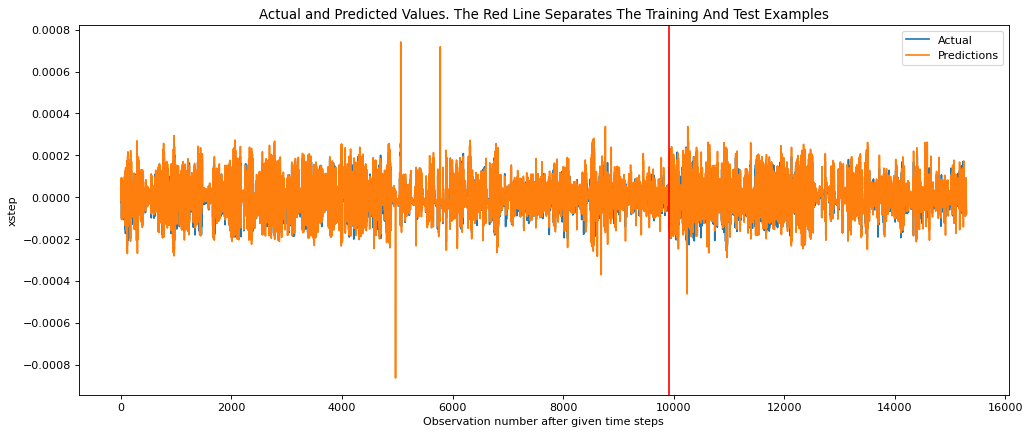 Actual and Predicted Values. The Red Line Separates The Training And Test Examples
Actual
Predictions
0.0008
0.0006
0.0004
0.0002
0.0000
−0.0002
−0.0004
−0.0006
−0.0008
xstep
0 2000 4000 6000 8000 10000 12000 14000 16000
Observation number after given time steps